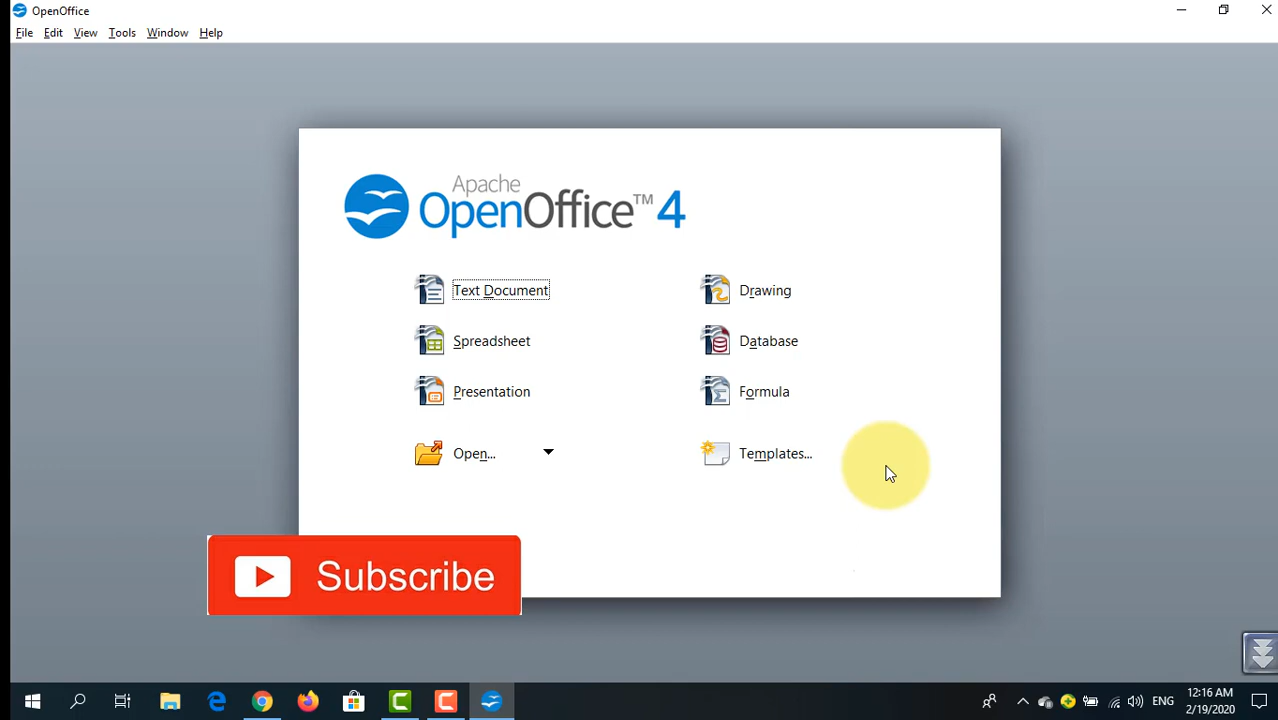 OpenOffice
File Edit View Tools Window Help
Apache
OpenOffice™ 4
Text Document
Drawing
Spreadsheet
Database
Presentation
Formula
Open...
Templates...
Subscribe
ENG
12:16 AM
2/19/2020